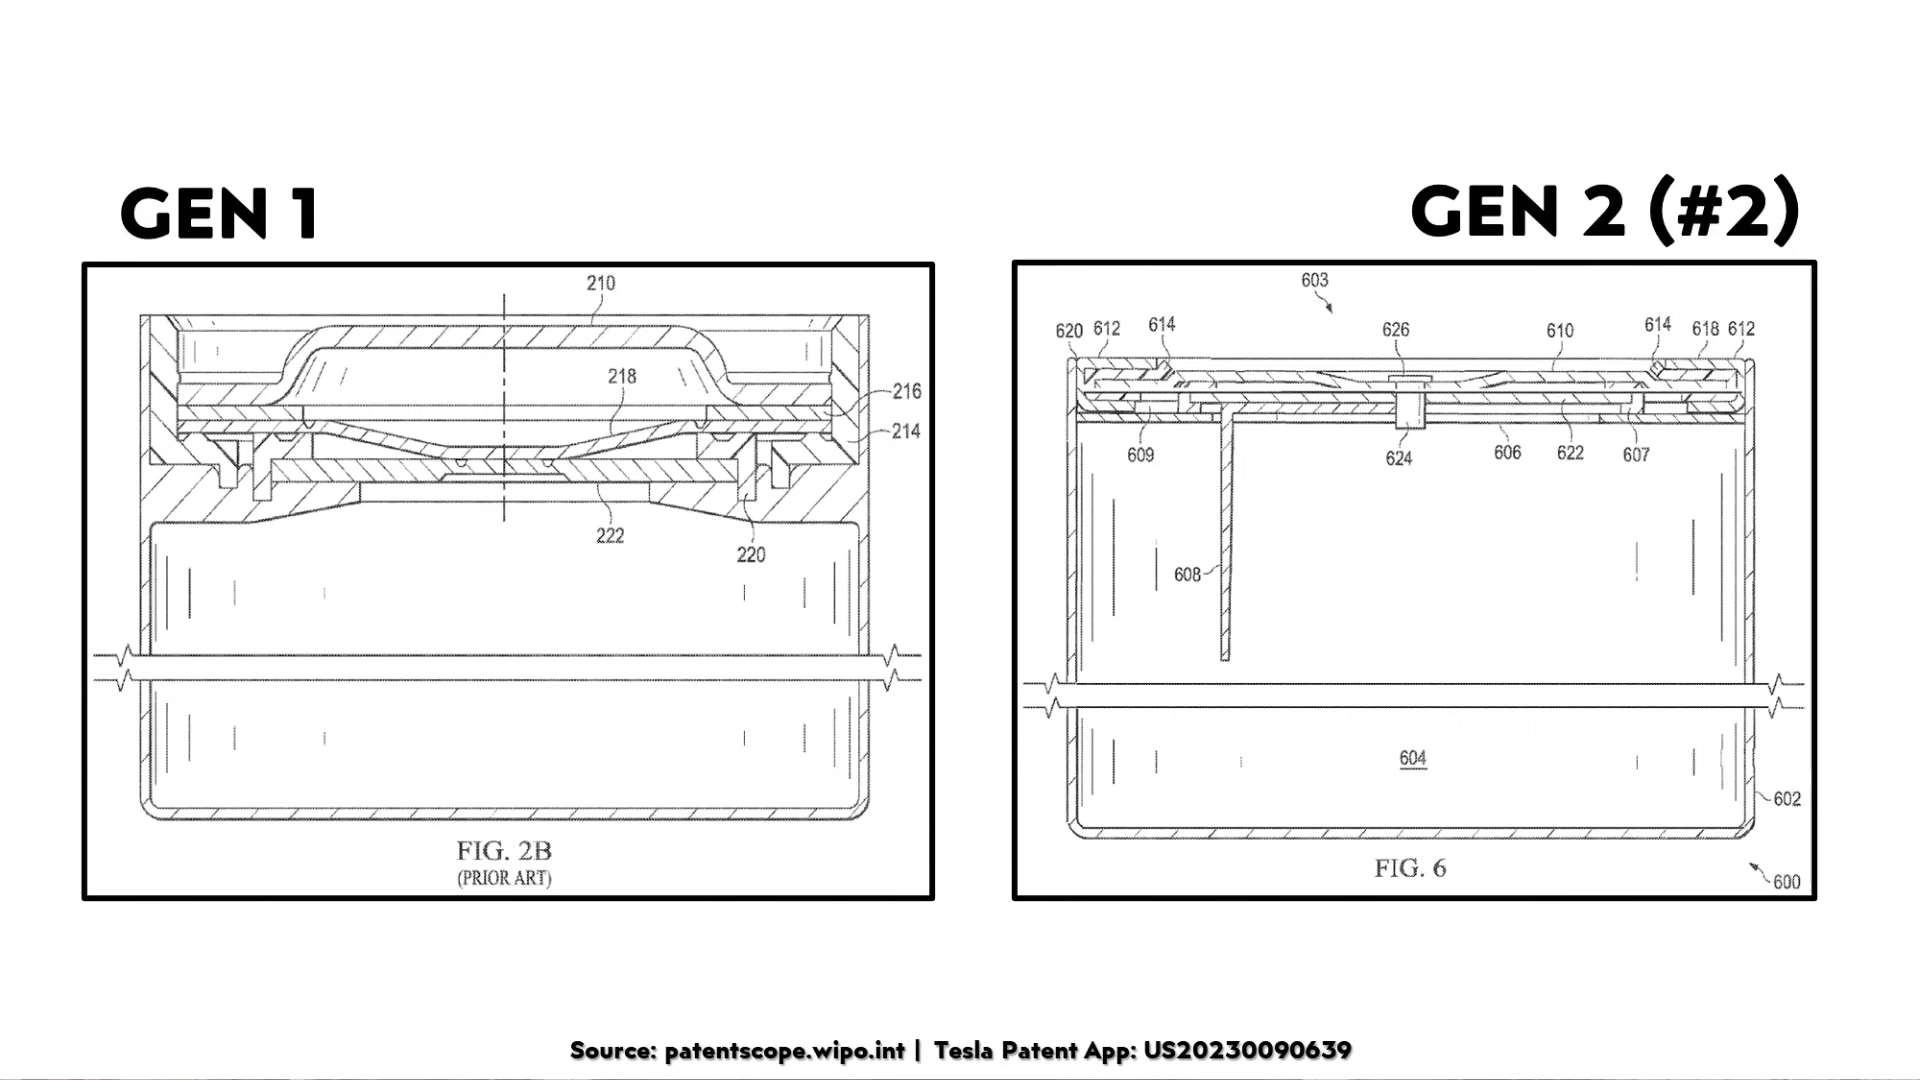 GEN 1
GEN 2 (#2)
210
218
216
214
222
220
FIG. 2B
(PRIOR ART)
603
620 612 614 626 610 614 618 612
609 624 606 622 607
608
604
602
FIG. 6
600
Source: patentscope.wipo.int | Tesla Patent App: US20230090639